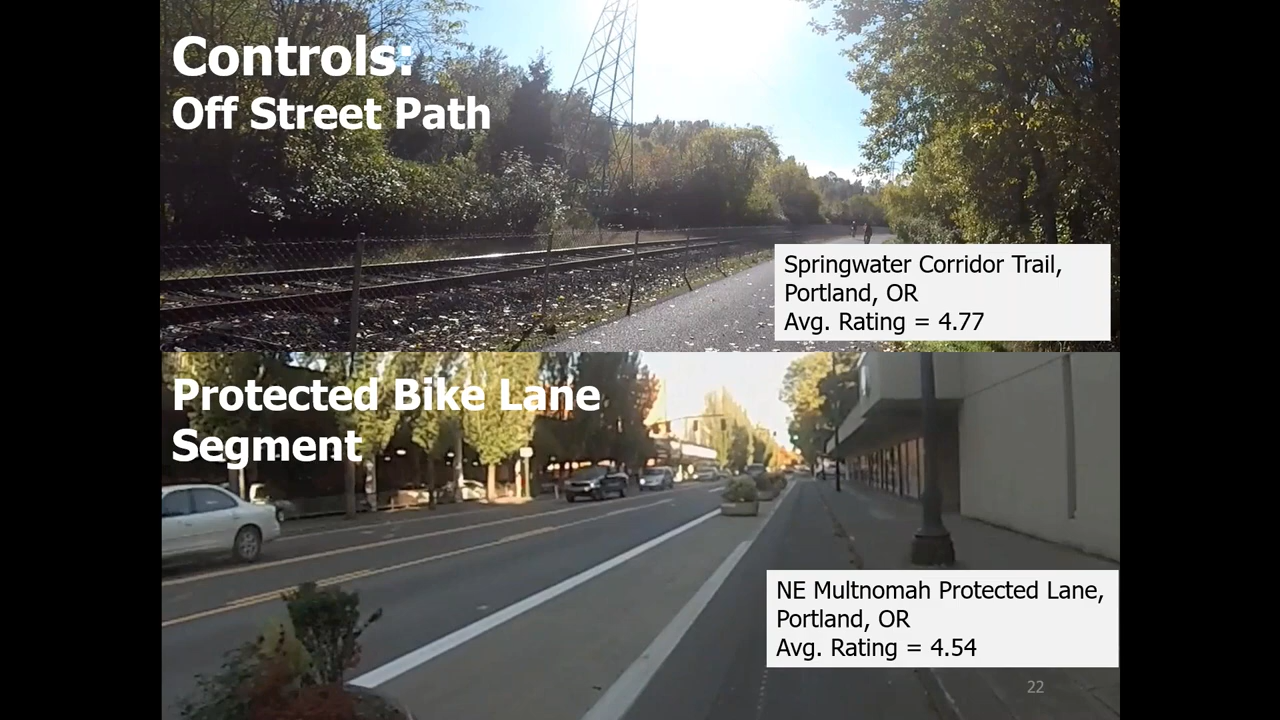 Controls:
Off Street Path
Springwater Corridor Trail,
Portland, OR
Avg. Rating = 4.77
Protected Bike Lane
Segment
NE Multnomah Protected Lane,
Portland, OR
Avg. Rating = 4.54
22